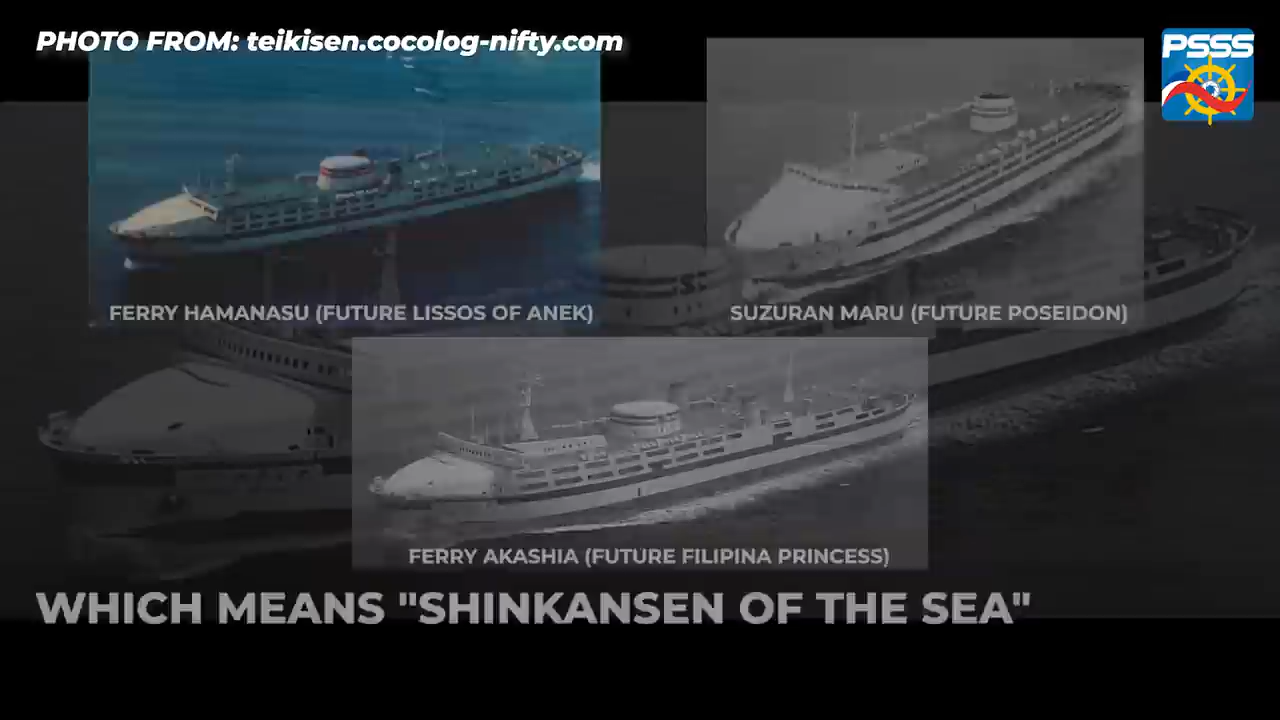 PHOTO FROM: teikisen.cocolog-nifty.com
PSSS
FERRY HAMANASU (FUTURE LISSOS OF ANEK)
SUZURAN MARU (FUTURE POSEIDON)
FERRY AKASHIA (FUTURE FILIPINA PRINCESS)
WHICH MEANS "SHINKANSEN OF THE SEA"